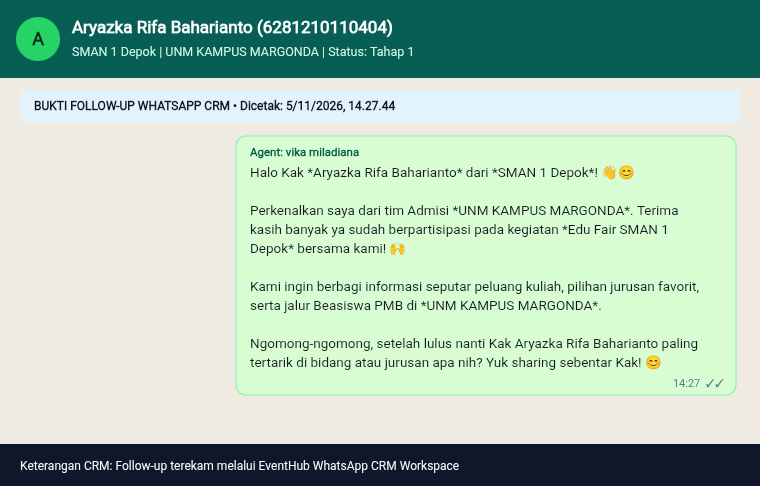 A
Aryazka Rifa Baharianto (6281210110404)
SMAN 1 Depok | UNM KAMPUS MARGONDA | Status: Tahap 1
BUKTI FOLLOW-UP WHATSAPP CRM • Dicetak: 5/11/2026, 14.27.44
Agent: vika miladiana
Halo Kak *Aryazka Rifa Baharianto* dari *SMAN 1 Depok*! 👋😊
Perkenalkan saya dari tim Admisi *UNM KAMPUS MARGONDA*. Terima
kasih banyak ya sudah berpartisipasi pada kegiatan *Edu Fair SMAN 1
Depok* bersama kami! 🙌
Kami ingin berbagi informasi seputar peluang kuliah, pilihan jurusan favorit,
serta jalur Beasiswa PMB di *UNM KAMPUS MARGONDA*.
Ngomong-ngomong, setelah lulus nanti Kak Aryazka Rifa Baharianto paling
tertarik di bidang atau jurusan apa nih? Yuk sharing sebentar Kak! 😊
14:27 ✓✓
Keterangan CRM: Follow-up terekam melalui EventHub WhatsApp CRM Workspace